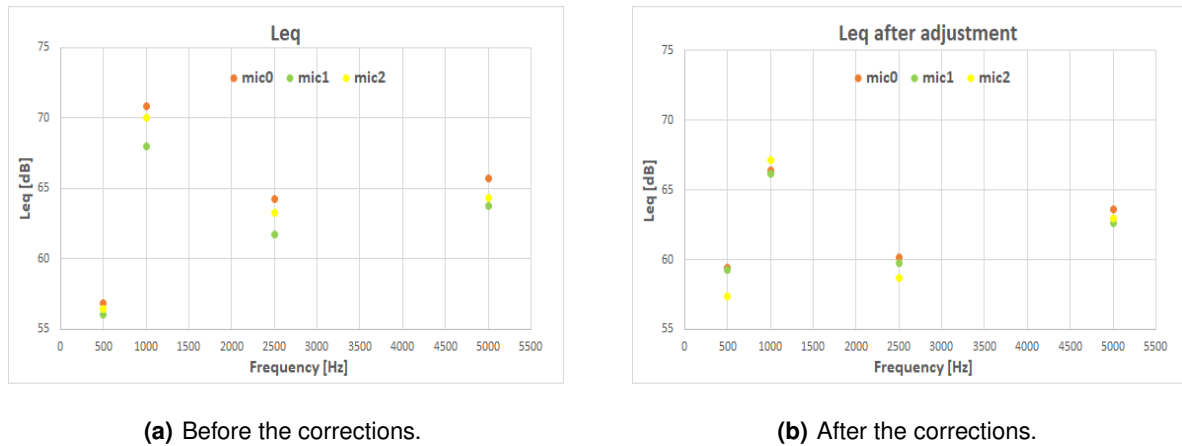 Leq
75
mic0 mic1 mic2
70
65
60
55
Leq [dB]
0 500 1000 1500 2000 2500 3000 3500 4000 4500 5000 5500
Frequency [Hz]
(a) Before the corrections.
Leq after adjustment
75
mic0 mic1 mic2
70
65
60
55
Leq [dB]
0 500 1000 1500 2000 2500 3000 3500 4000 4500 5000 5500
Frequency [Hz]
(b) After the corrections.